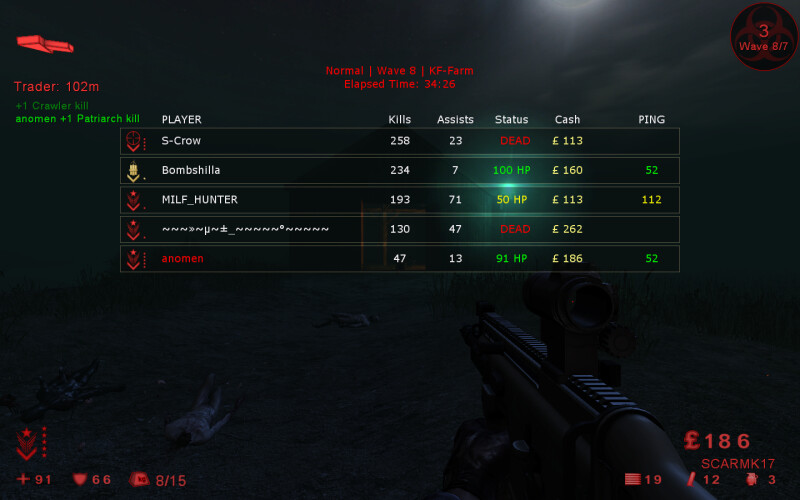 3
Wave 8/7
Normal | Wave 8 | KF-Farm
Elapsed Time: 34:26
Trader: 102m
+1 Crawler kill
anomen +1 Patriarch kill
PLAYER Kills Assists Status Cash PING
S-Crow 258 23 DEAD £ 113
Bombshilla 234 7 100 HP £ 160 52
MILF_HUNTER 193 71 50 HP £ 113 112
~~~»~µ~±_~~~~~°~~~~~ 130 47 DEAD £ 262
anomen 47 13 91 HP £ 186 52
£186
SCARMK17
91 66 8/15 19 12 3